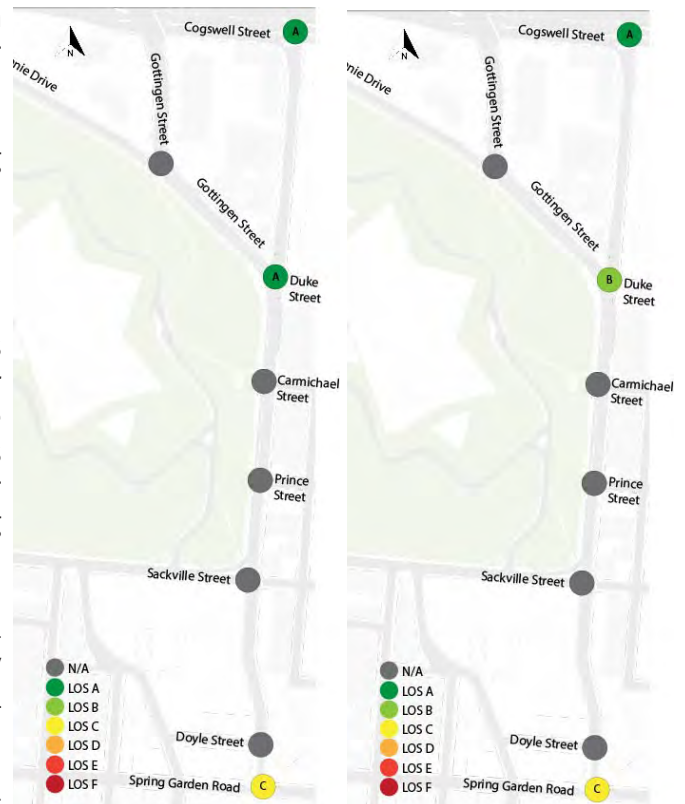 Cogswell Street
A
N
nie Drive
Gottingen Street
Gottingen Street
A
Duke
Street
Carmichael
Street
Prince
Street
Sackville Street
N/A
LOS A
LOS B
LOS C
LOS D
LOS E
LOS F
Doyle Street
Spring Garden Road
C
Cogswell Street
A
N
nie Drive
Gottingen Street
Gottingen Street
B
Duke
Street
Carmichael
Street
Prince
Street
Sackville Street
N/A
LOS A
LOS B
LOS C
LOS D
LOS E
LOS F
Doyle Street
Spring Garden Road
C